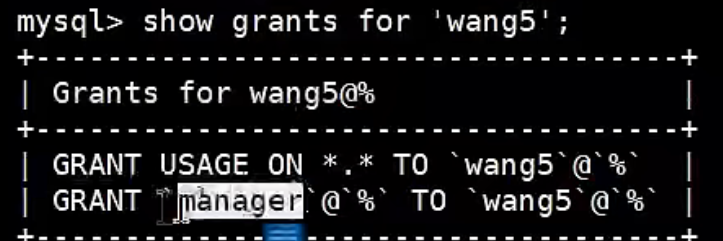 mysql> show grants for 'wang5';
+-------------------------------------+
| Grants for wang5@%                  |
+-------------------------------------+
| GRANT USAGE ON *.* TO `wang5`@`%`   |
| GRANT `manager`@`%` TO `wang5`@`%` |
+-------------------------------------+